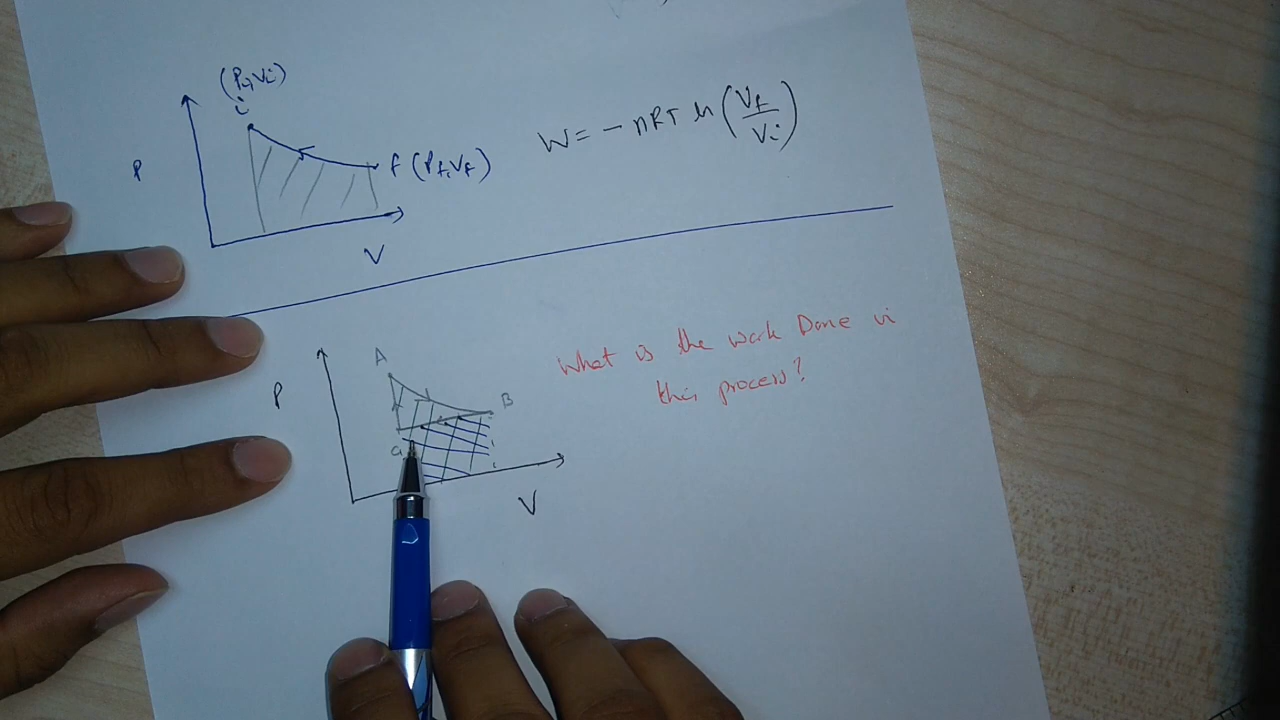 (Pi,Vi)
i
P
f (Pf,Vf)
V
W = - nRT ln (Vf/Vi)
A
P
B
V
What is the work Done in
this process?